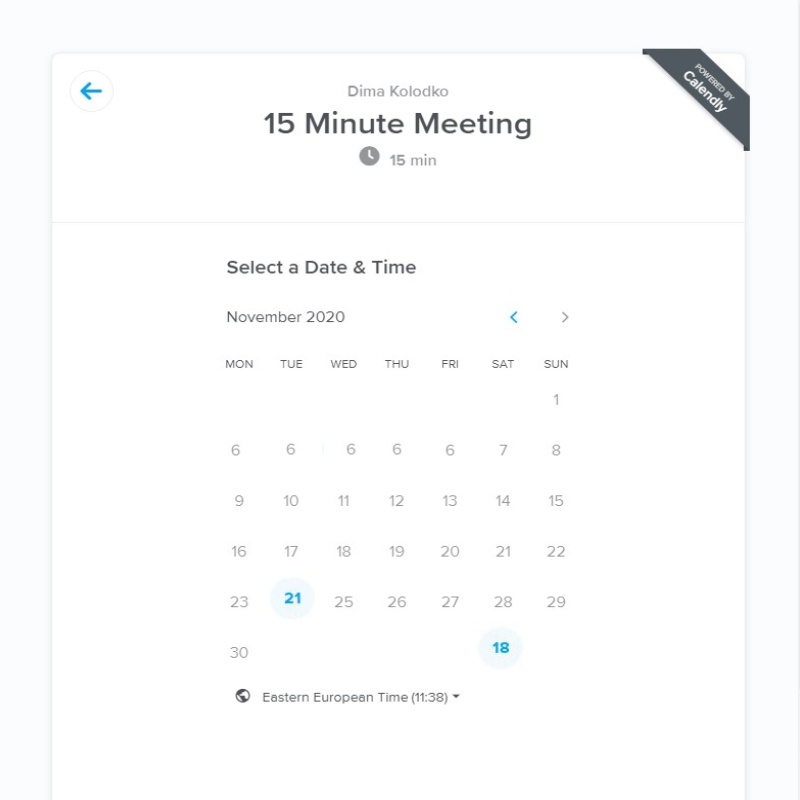 POWERED BY
Calendly
Dima Kolodko
15 Minute Meeting
15 min
Select a Date & Time
November 2020
MON TUE WED THU FRI SAT SUN
1
6 6 6 6 6 7 8
9 10 11 12 13 14 15
16 17 18 19 20 21 22
23 21 25 26 27 28 29
30 18
Eastern European Time (11:38)